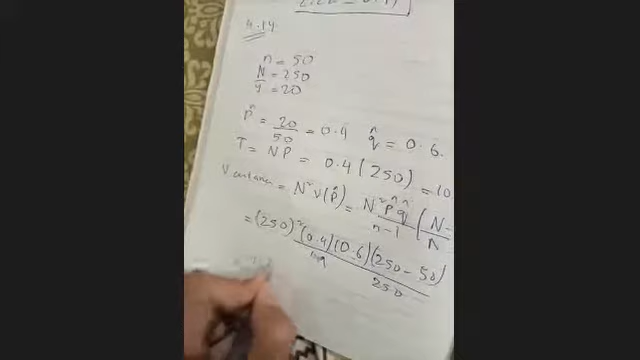 4.14
n = 50
N = 250
y = 20
p̂ = 20/50 = 0.4 q̂ = 0.6.
T = NP = 0.4 (250) = 10
Variance = N² v(p̂) = N² p̂ q̂ / n-1 (N- / N
= (250)² (0.4)(0.6)(250 - 50) / 49 250